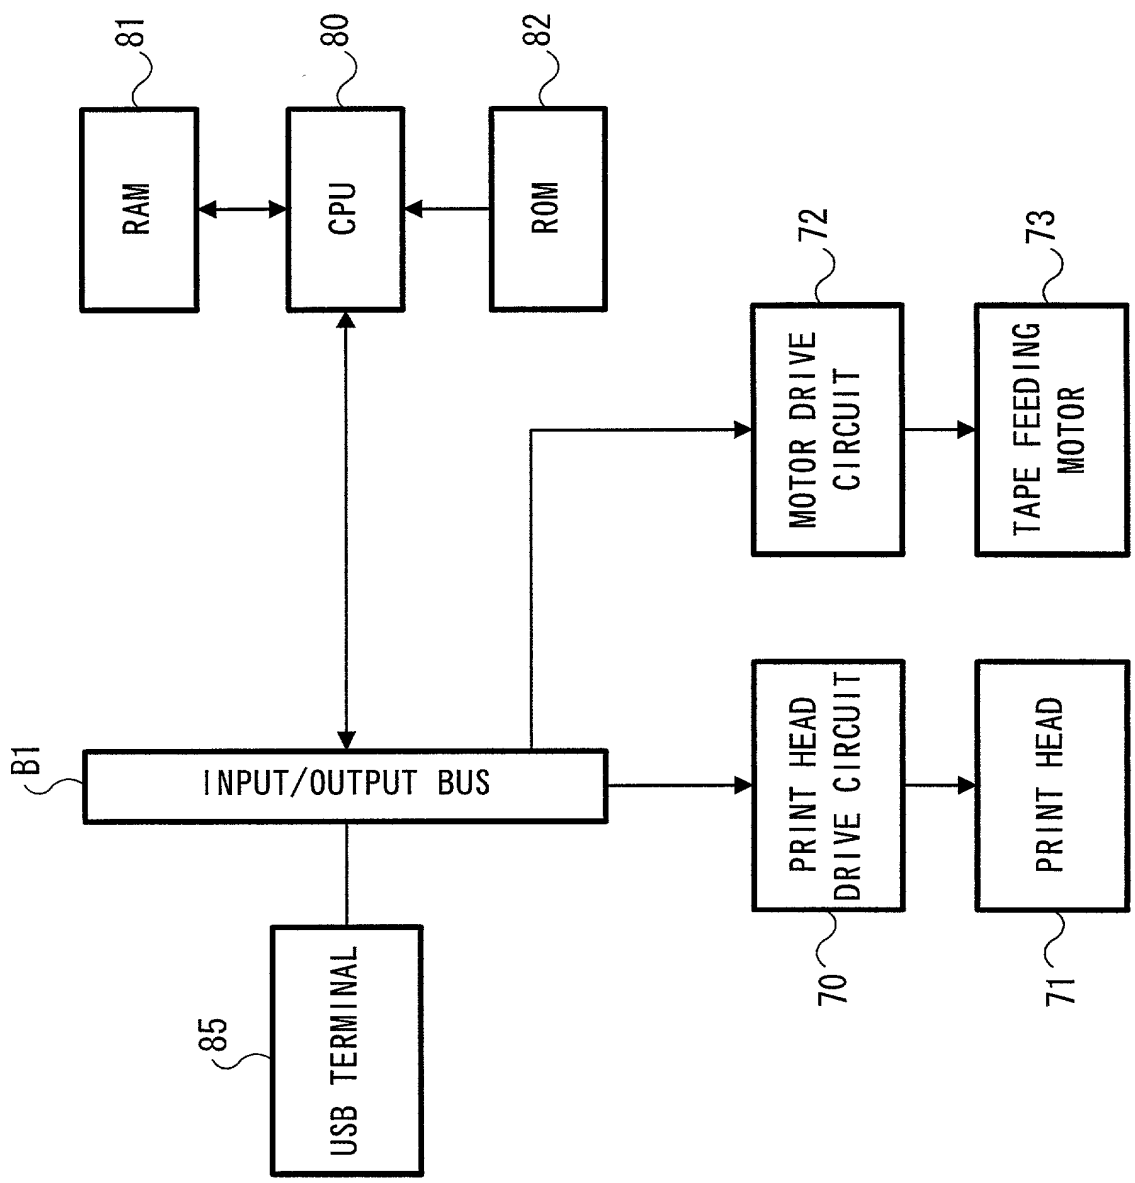 81
RAM
80
CPU
82
ROM
B1
INPUT/OUTPUT BUS
85
USB TERMINAL
72
MOTOR DRIVE
CIRCUIT
73
TAPE FEEDING
MOTOR
70
PRINT HEAD
DRIVE CIRCUIT
71
PRINT HEAD